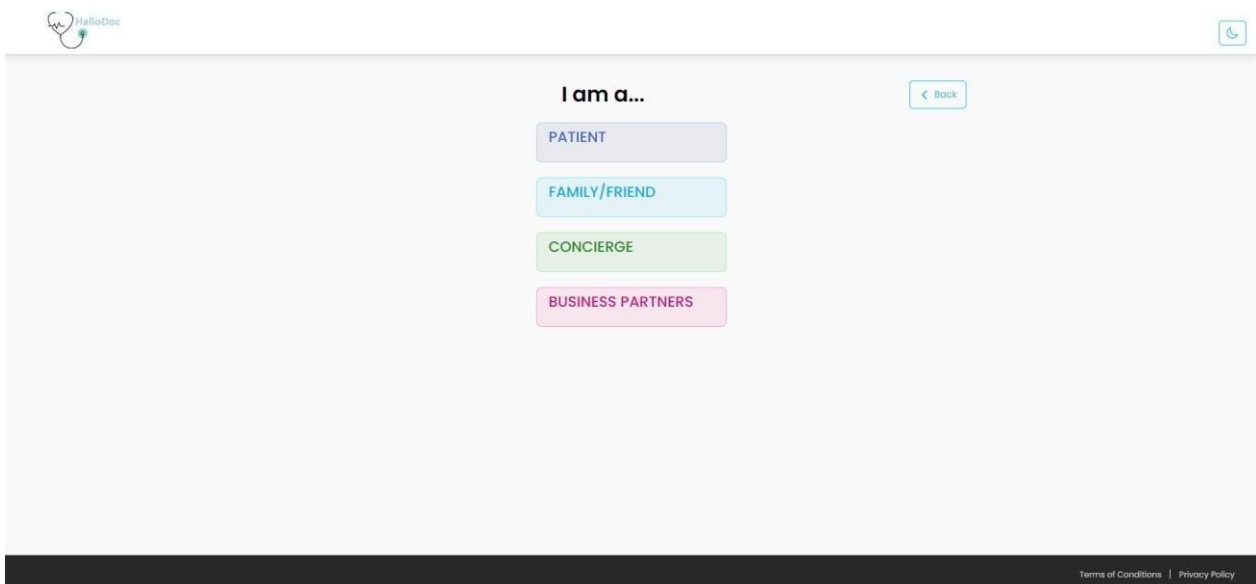 HalloDoc
I am a...
Back
PATIENT
FAMILY/FRIEND
CONCIERGE
BUSINESS PARTNERS
Terms of Conditions | Privacy Policy